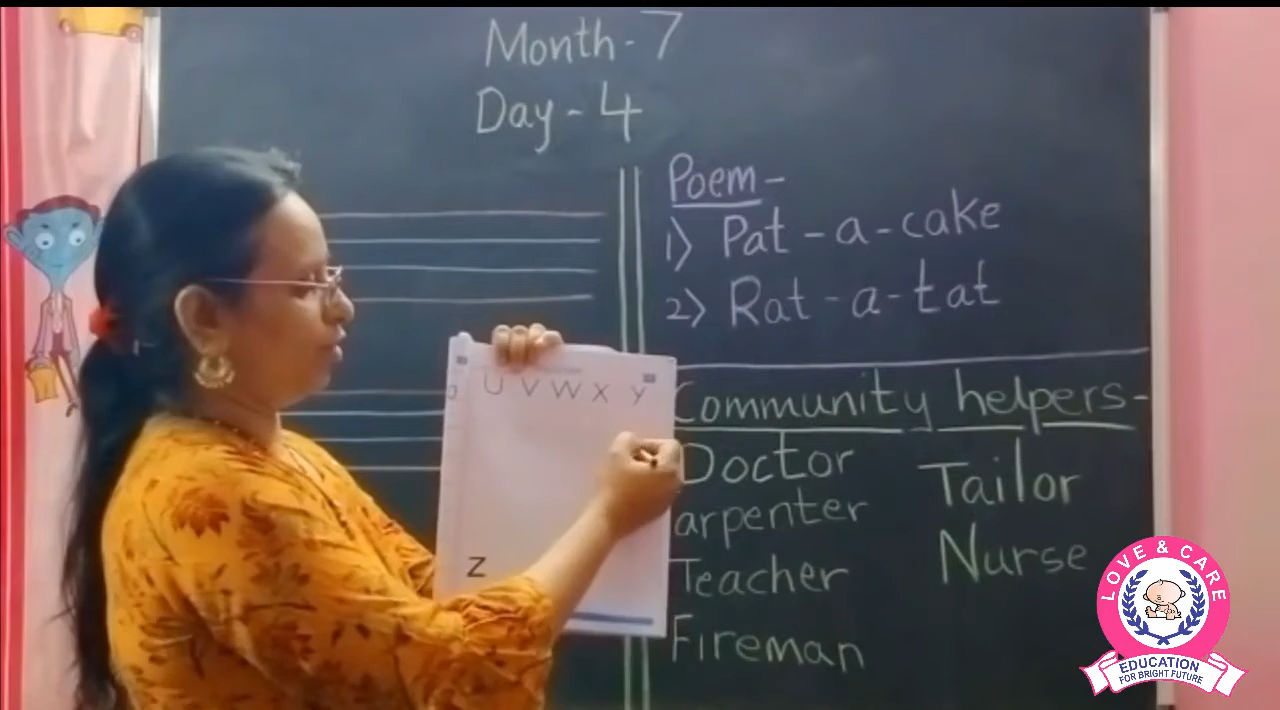 Month - 7
Day - 4
Poem -
1) Pat - a - cake
2) Rat - a - tat
U V W X Y
Z
Community helpers -
Doctor
arpenter
Teacher
Fireman
Tailor
Nurse
LOVE & CARE
EDUCATION
FOR BRIGHT FUTURE